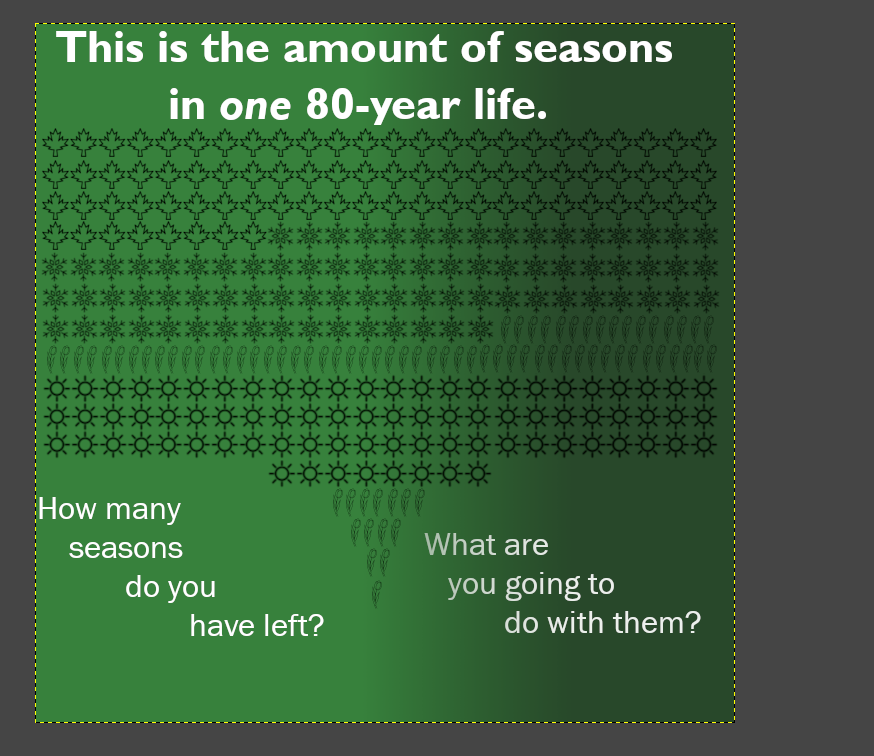 This is the amount of seasons
in one 80-year life.
How many
seasons
do you
have left?
What are
you going to
do with them?